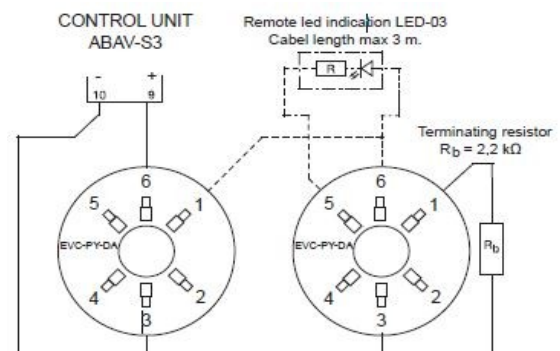 CONTROL UNIT
ABAV-S3
Remote led indication LED-03
Cabel length max 3 m.
- +
10 9
R
Terminating resistor
Rb = 2,2 kΩ
6
5 1
EVC-PY-DA
4 2
3
6
5 1
EVC-PY-DA
4 2
3
Rb